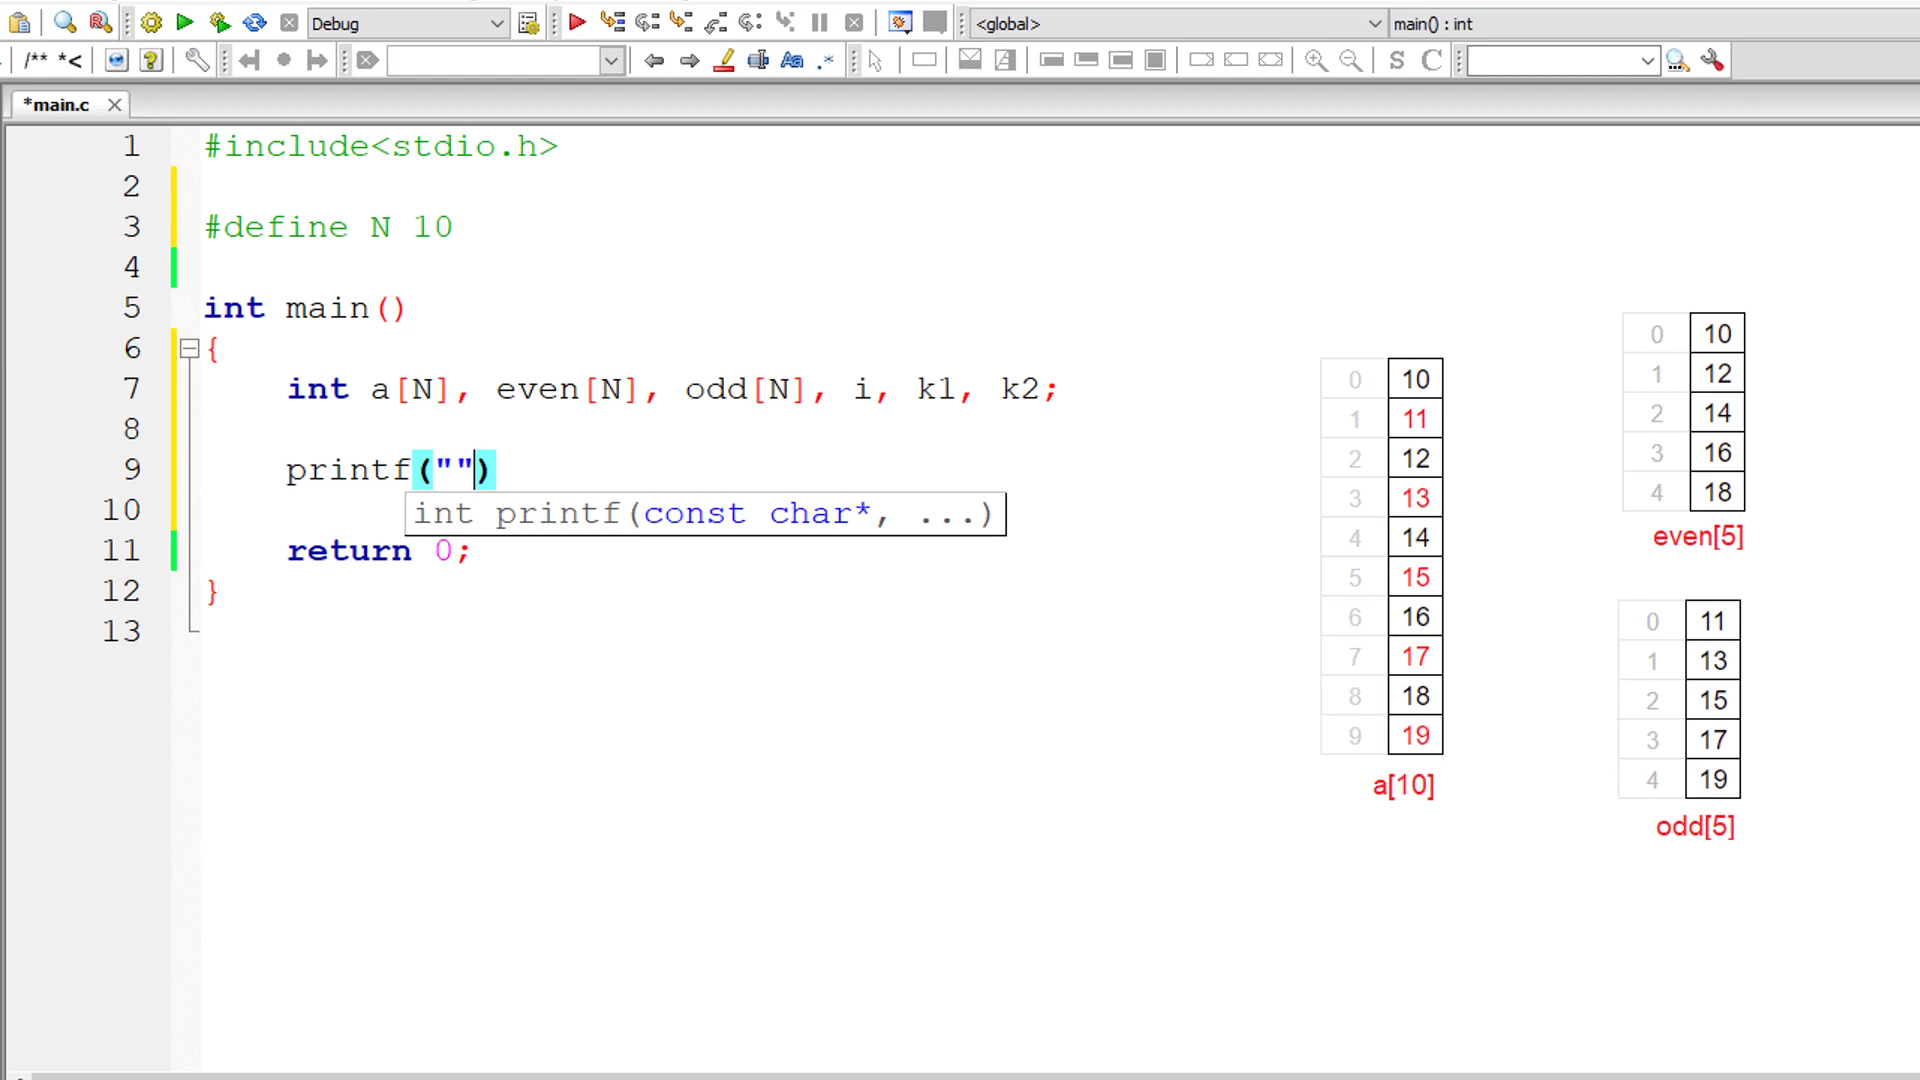 Debug
<global>
main() : int
/** *<
Aa
.*
S
C
*main.c
1 #include<stdio.h>
2
3 #define N 10
4
5 int main()
6 {
7 int a[N], even[N], odd[N], i, k1, k2;
8
9 printf("")
10 int printf(const char*, ...)
11 return 0;
12 }
13
0 10
1 11
2 12
3 13
4 14
5 15
6 16
7 17
8 18
9 19
a[10]
0 10
1 12
2 14
3 16
4 18
even[5]
0 11
1 13
2 15
3 17
4 19
odd[5]